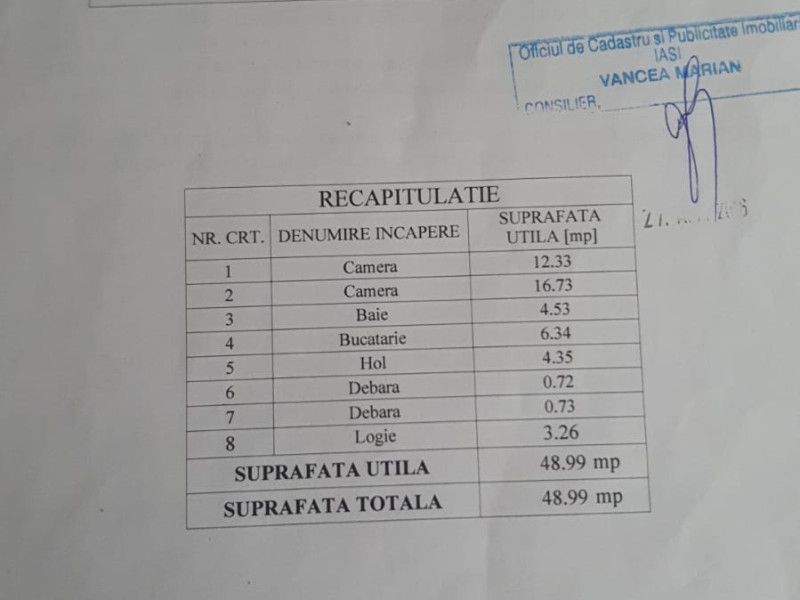 Oficiul de Cadastru și Publicitate Imobiliar
IAȘI
VANCEA MARIAN
CONSILIER,
RECAPITULATIE
NR. CRT. DENUMIRE INCAPERE SUPRAFATA UTILA [mp]
1 Camera 12.33
2 Camera 16.73
3 Baie 4.53
4 Bucatarie 6.34
5 Hol 4.35
6 Debara 0.72
7 Debara 0.73
8 Logie 3.26
SUPRAFATA UTILA 48.99 mp
SUPRAFATA TOTALA 48.99 mp